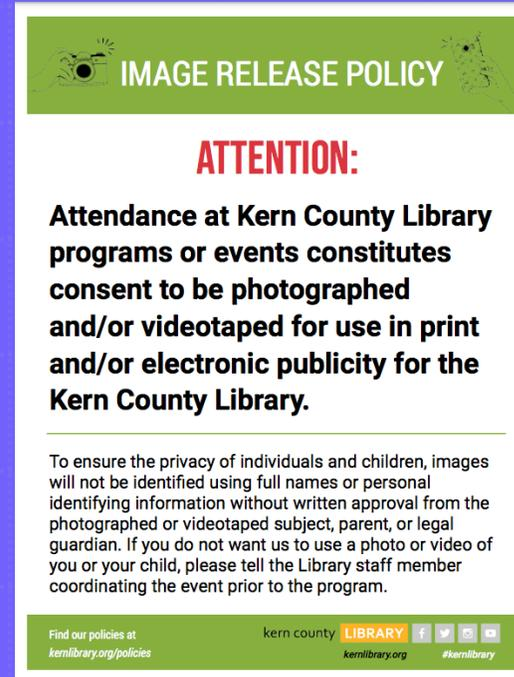 IMAGE RELEASE POLICY
ATTENTION:
Attendance at Kern County Library
programs or events constitutes
consent to be photographed
and/or videotaped for use in print
and/or electronic publicity for the
Kern County Library.
To ensure the privacy of individuals and children, images
will not be identified using full names or personal
identifying information without written approval from the
photographed or videotaped subject, parent, or legal
guardian. If you do not want us to use a photo or video of
you or your child, please tell the Library staff member
coordinating the event prior to the program.
Find our policies at
kernlibrary.org/policies
kern county LIBRARY
kernlibrary.org #kernlibrary